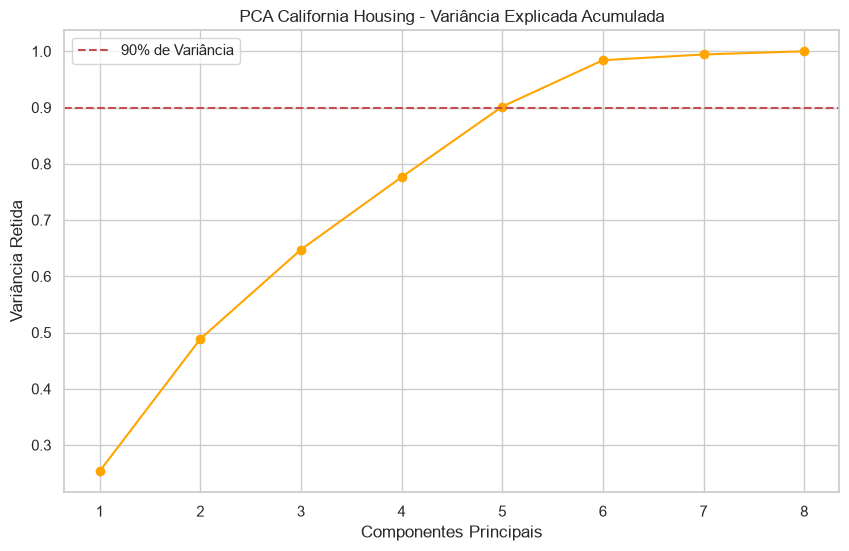 PCA California Housing - Variância Explicada Acumulada
90% de Variância
Variância Retida
1.0
0.9
0.8
0.7
0.6
0.5
0.4
0.3
1 2 3 4 5 6 7 8
Componentes Principais